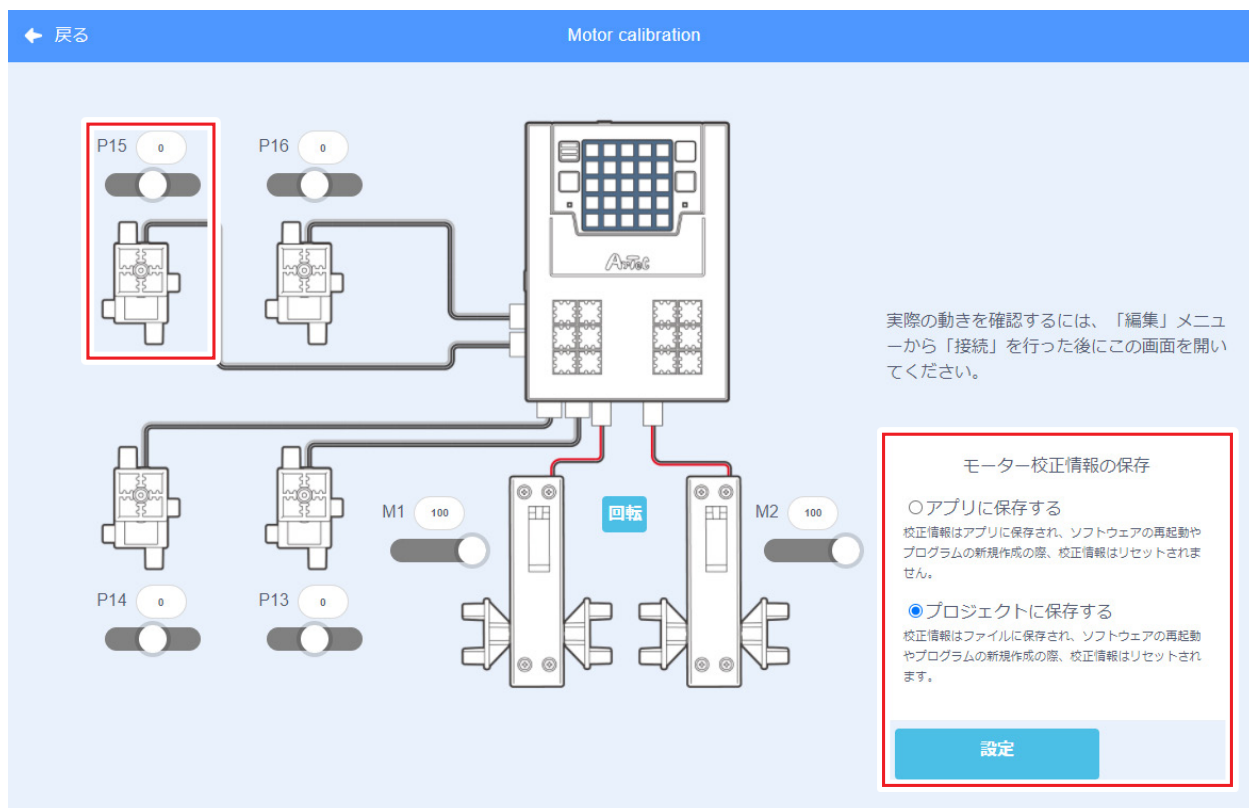 戻る
Motor calibration
P15 0
P16 0
ArTeC
実際の動きを確認するには、「編集」メニュ
ーから「接続」を行った後にこの画面を開い
てください。
モーター校正情報の保存
アプリに保存する
校正情報はアプリに保存され、ソフトウェアの再起動や
プログラムの新規作成の際、校正情報はリセットされま
せん。
M1 100
回転
M2 100
プロジェクトに保存する
校正情報はファイルに保存され、ソフトウェアの再起動
やプログラムの新規作成の際、校正情報はリセットされ
ます。
P14 0
P13 0
設定